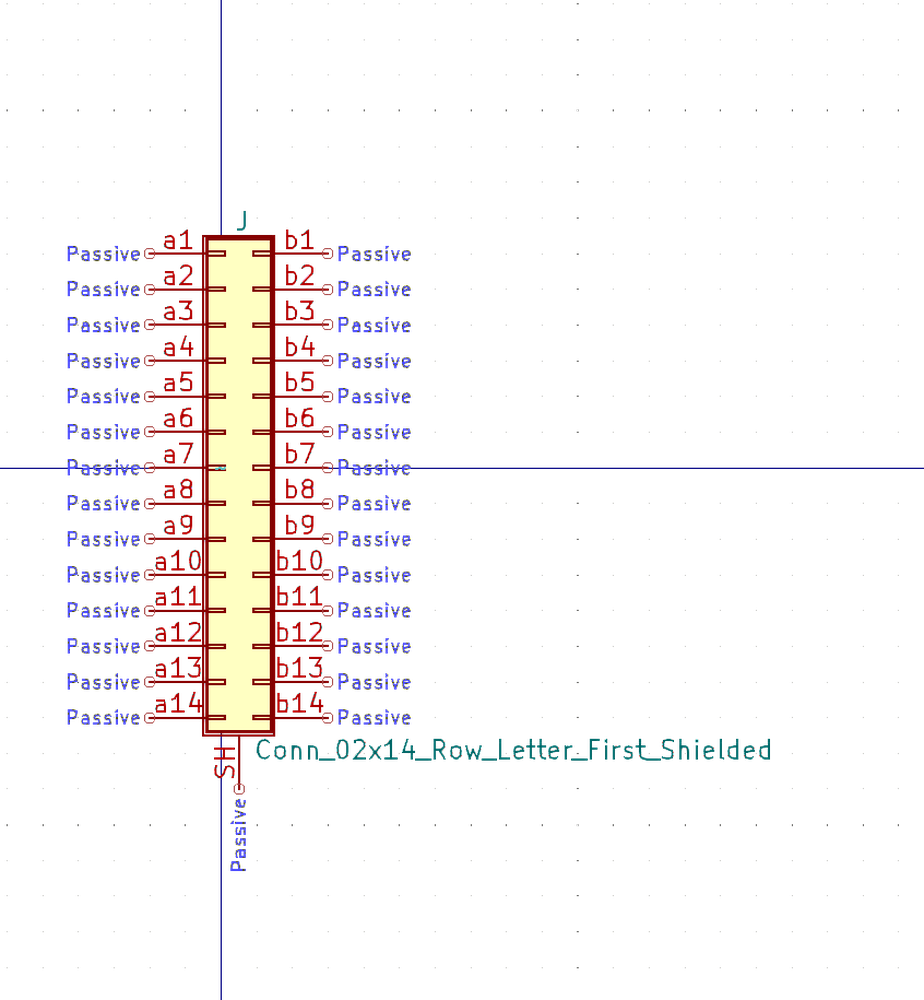 J
Passive a1 b1 Passive
Passive a2 b2 Passive
Passive a3 b3 Passive
Passive a4 b4 Passive
Passive a5 b5 Passive
Passive a6 b6 Passive
Passive a7 b7 Passive
Passive a8 b8 Passive
Passive a9 b9 Passive
Passive a10 b10 Passive
Passive a11 b11 Passive
Passive a12 b12 Passive
Passive a13 b13 Passive
Passive a14 b14 Passive
SH
Conn_02x14_Row_Letter_First_Shielded
Passive